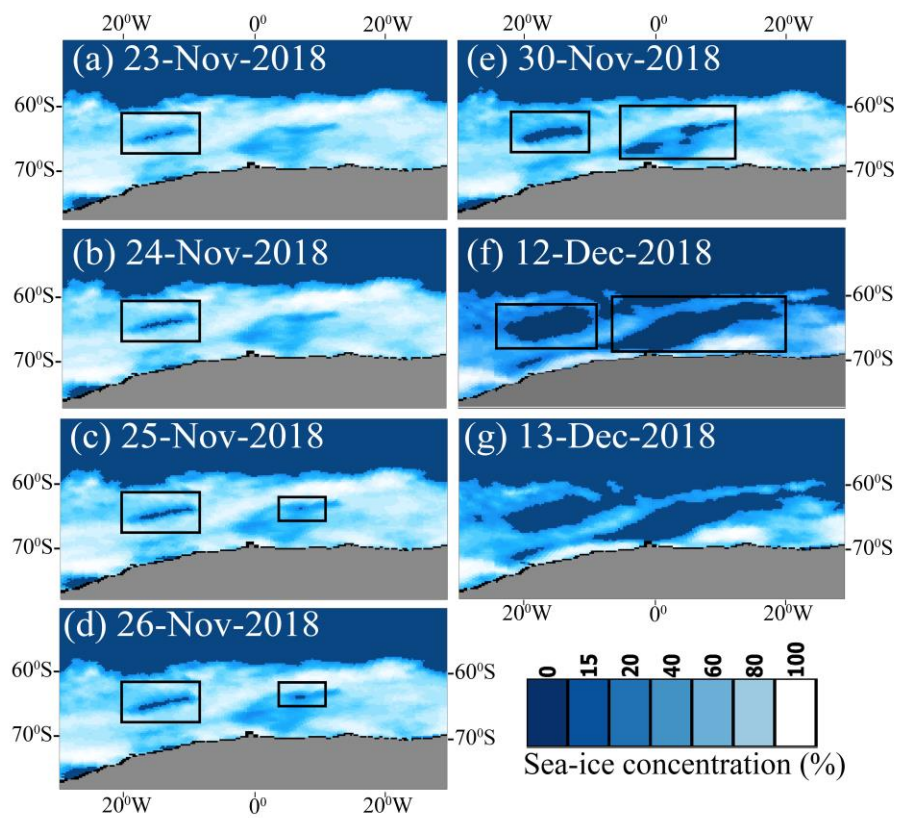 20⁰W 0⁰ 20⁰W 20⁰W 0⁰ 20⁰W
(a) 23-Nov-2018
60⁰S
70⁰S
(e) 30-Nov-2018
60⁰S
70⁰S
(b) 24-Nov-2018
60⁰S
70⁰S
(f) 12-Dec-2018
60⁰S
70⁰S
(c) 25-Nov-2018
60⁰S
70⁰S
(g) 13-Dec-2018
60⁰S
70⁰S
20⁰W 0⁰ 20⁰W
(d) 26-Nov-2018
60⁰S
70⁰S
20⁰W 0⁰ 20⁰W
0 15 20 40 60 80 100
Sea-ice concentration (%)